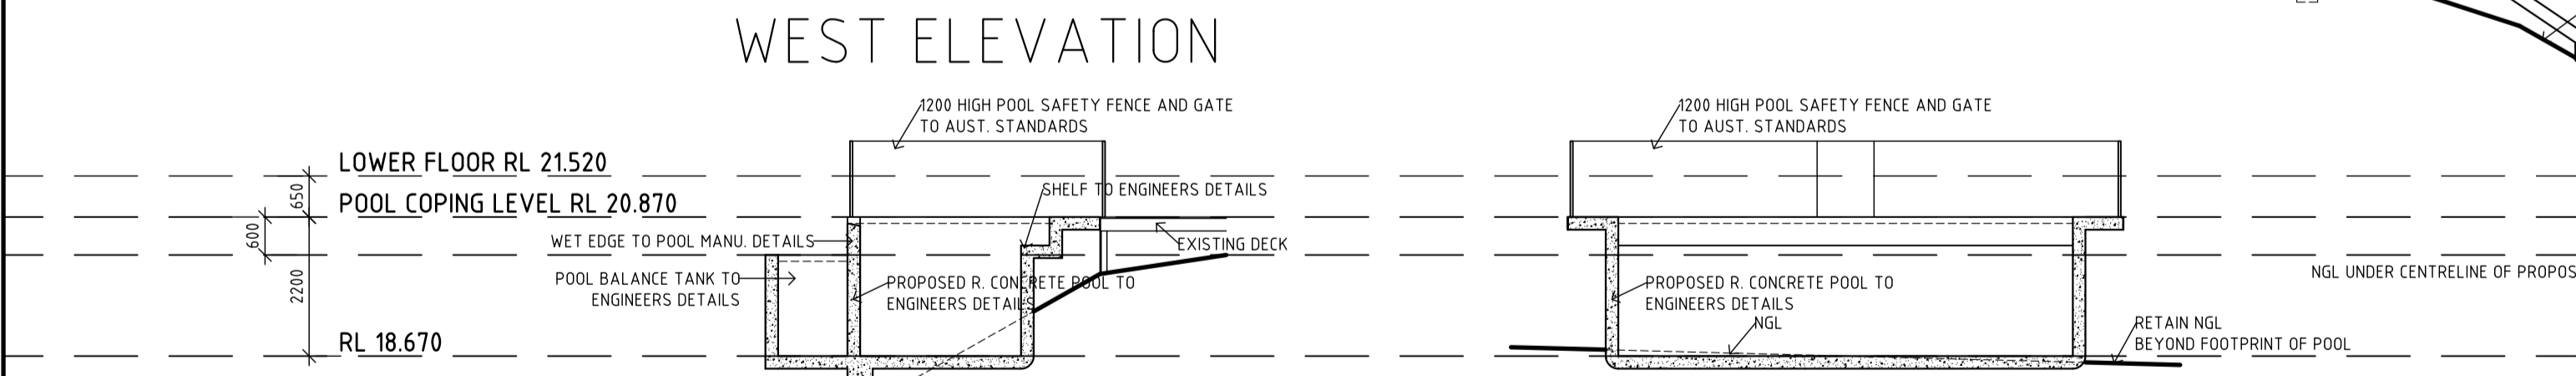 WEST ELEVATION
1200 HIGH POOL SAFETY FENCE AND GATE
TO AUST. STANDARDS
1200 HIGH POOL SAFETY FENCE AND GATE
TO AUST. STANDARDS
LOWER FLOOR RL 21.520
650
POOL COPING LEVEL RL 20.870
SHELF TO ENGINEERS DETAILS
600
WET EDGE TO POOL MANU. DETAILS
EXISTING DECK
POOL BALANCE TANK TO
ENGINEERS DETAILS
2200
PROPOSED R. CONCRETE POOL TO
ENGINEERS DETAILS
PROPOSED R. CONCRETE POOL TO
ENGINEERS DETAILS
NGL UNDER CENTRELINE OF PROPOS
NGL
RETAIN NGL
BEYOND FOOTPRINT OF POOL
RL 18.670